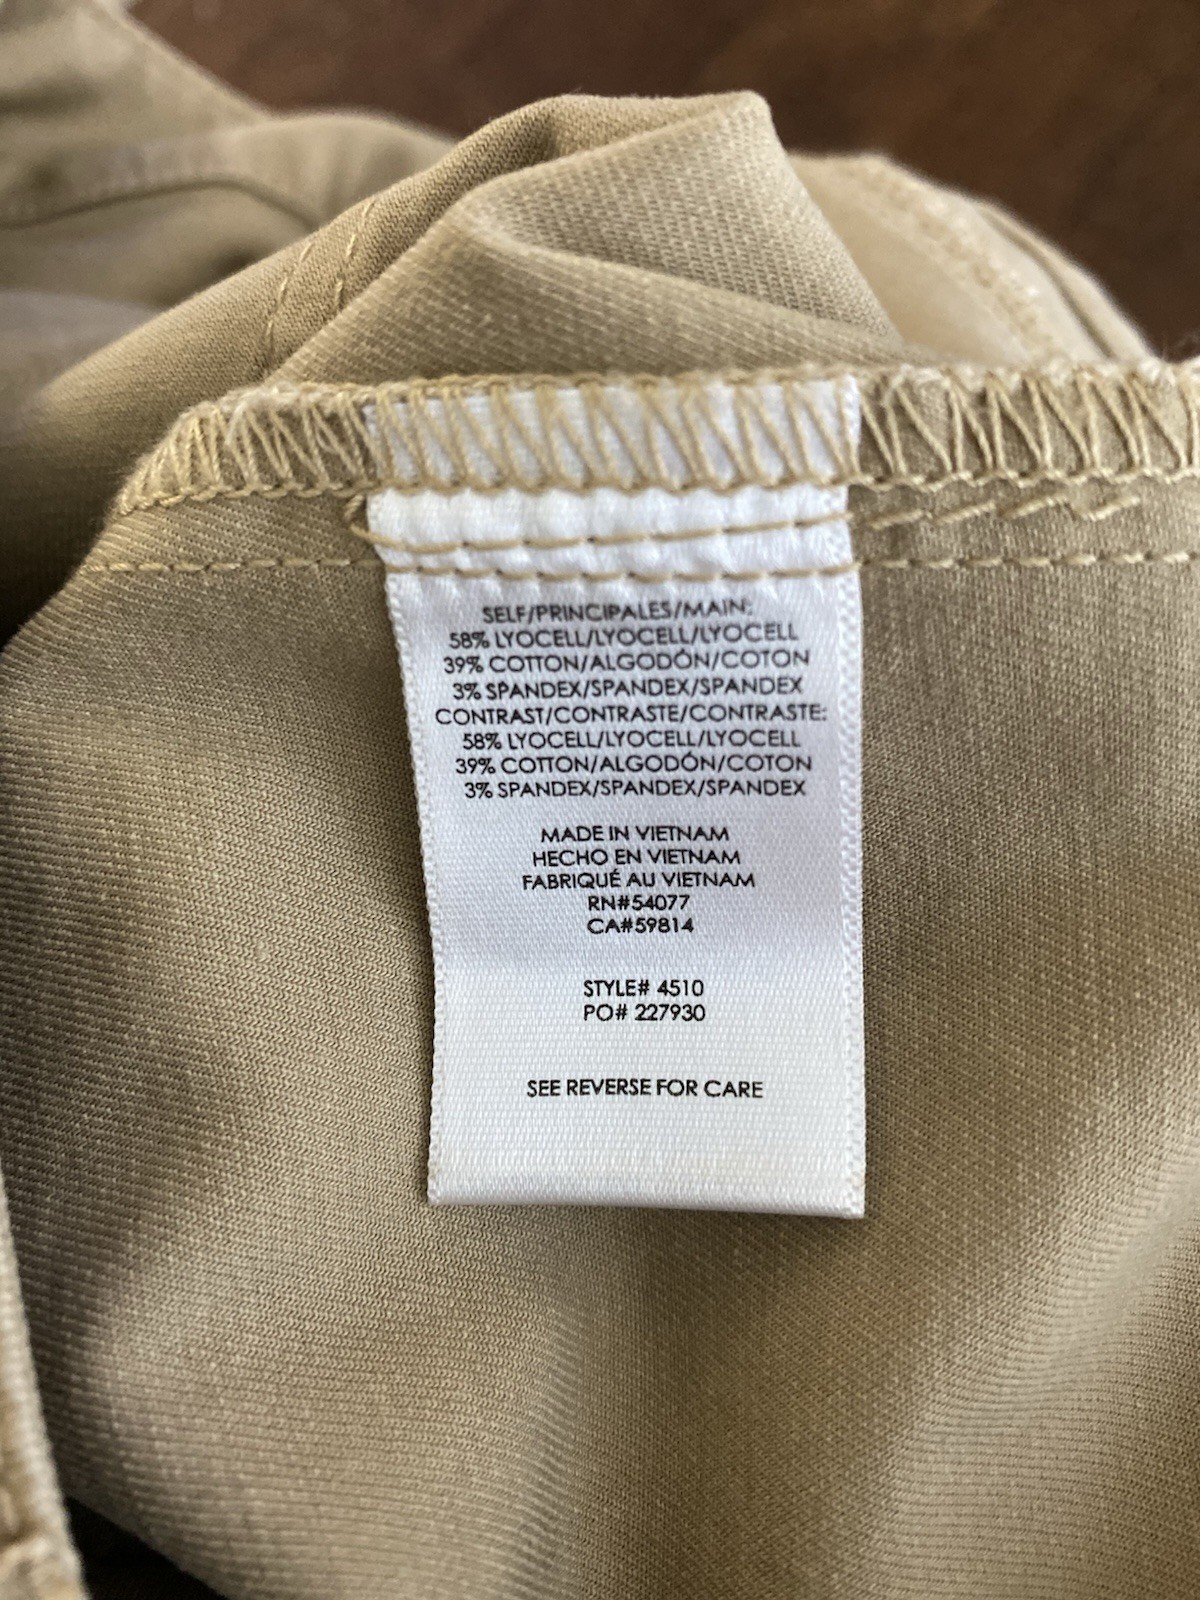 SELF/PRINCIPALES/MAIN:
58% LYOCELL/LYOCELL/LYOCELL
39% COTTON/ALGODÓN/COTON
3% SPANDEX/SPANDEX/SPANDEX
CONTRAST/CONTRASTE/CONTRASTE:
58% LYOCELL/LYOCELL/LYOCELL
39% COTTON/ALGODÓN/COTON
3% SPANDEX/SPANDEX/SPANDEX
MADE IN VIETNAM
HECHO EN VIETNAM
FABRIQUÉ AU VIETNAM
RN#54077
CA#59814
STYLE# 4510
PO# 227930
SEE REVERSE FOR CARE